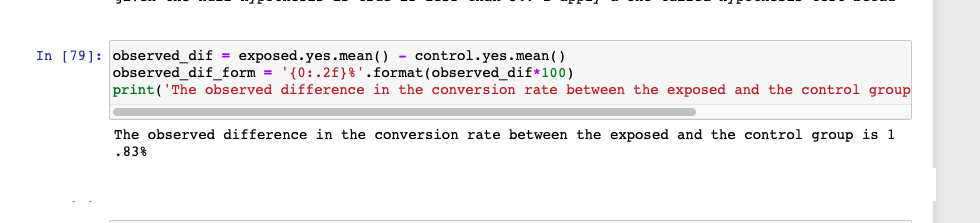 In [79]: observed_dif = exposed.yes.mean() - control.yes.mean()
observed_dif_form = '{0:.2f}%'.format(observed_dif*100)
print('The observed difference in the conversion rate between the exposed and the control group
The observed difference in the conversion rate between the exposed and the control group is 1
.83%